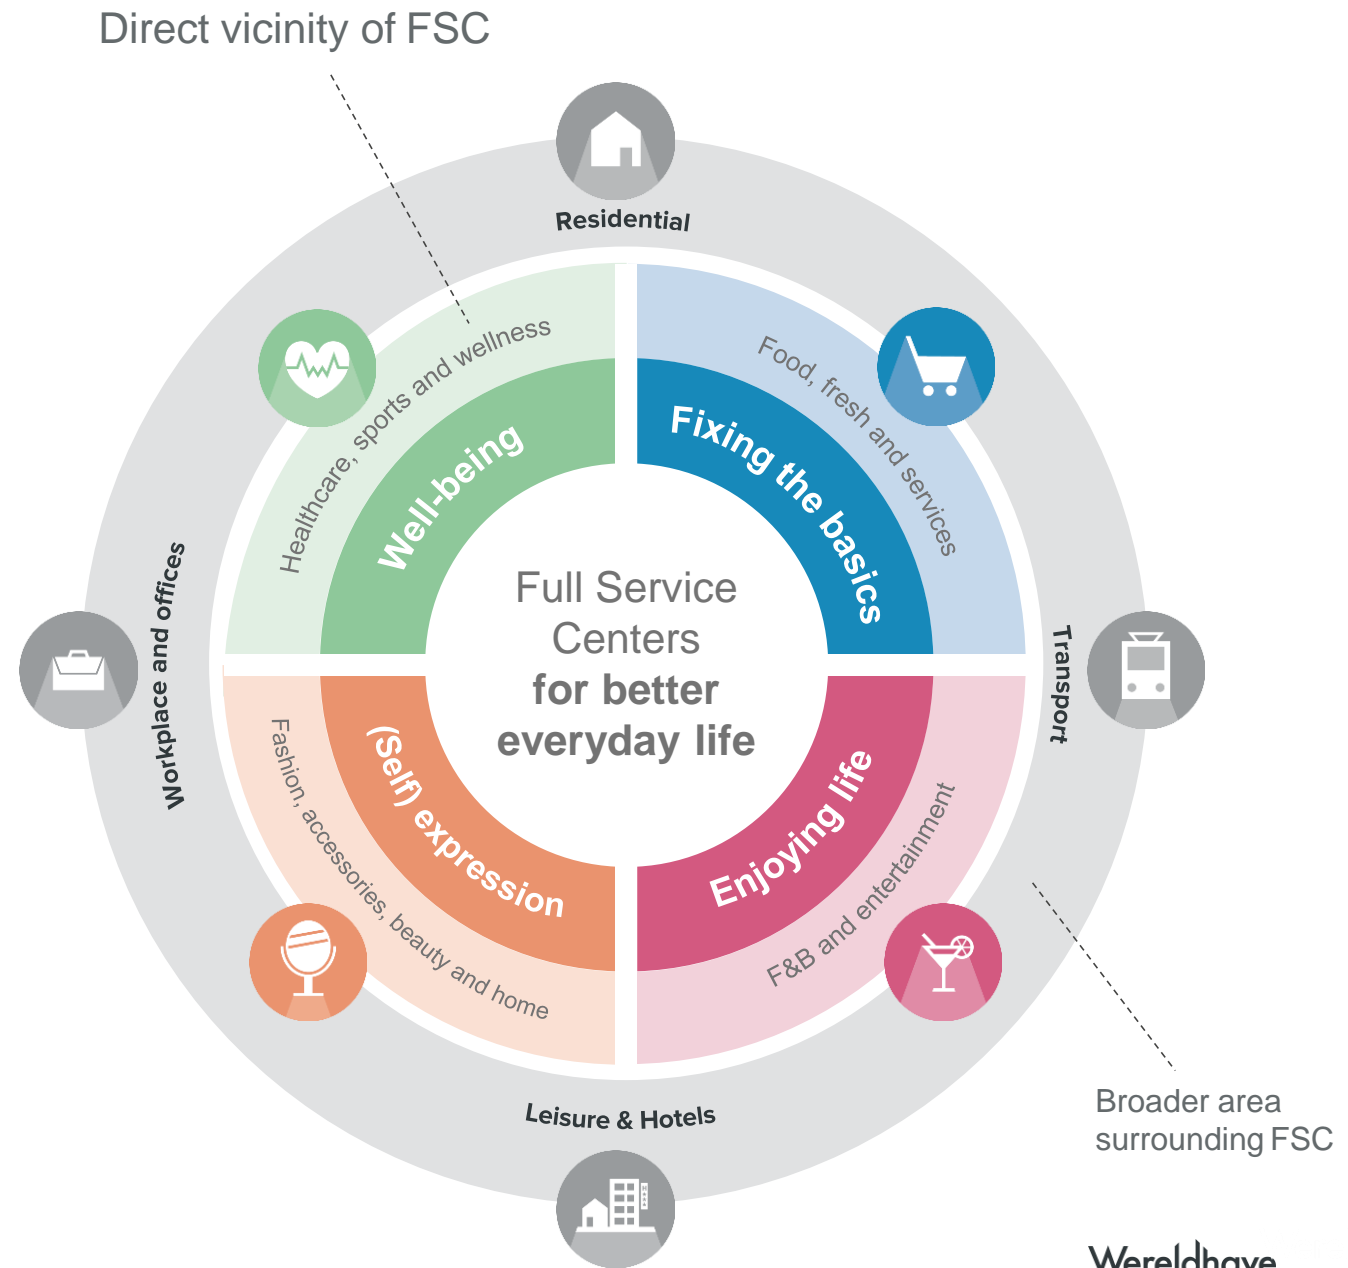 Direct vicinity of FSC
Residential
Healthcare, sports and wellness
Well-being
Food, fresh and services
Fixing the basics
Workplace and offices
Full Service
Centers
for better
everyday life
Transport
(Self) expression
Fashion, accessories, beauty and home
Enjoying life
F&B and entertainment
Leisure & Hotels
Broader area
surrounding FSC
Wereldhave